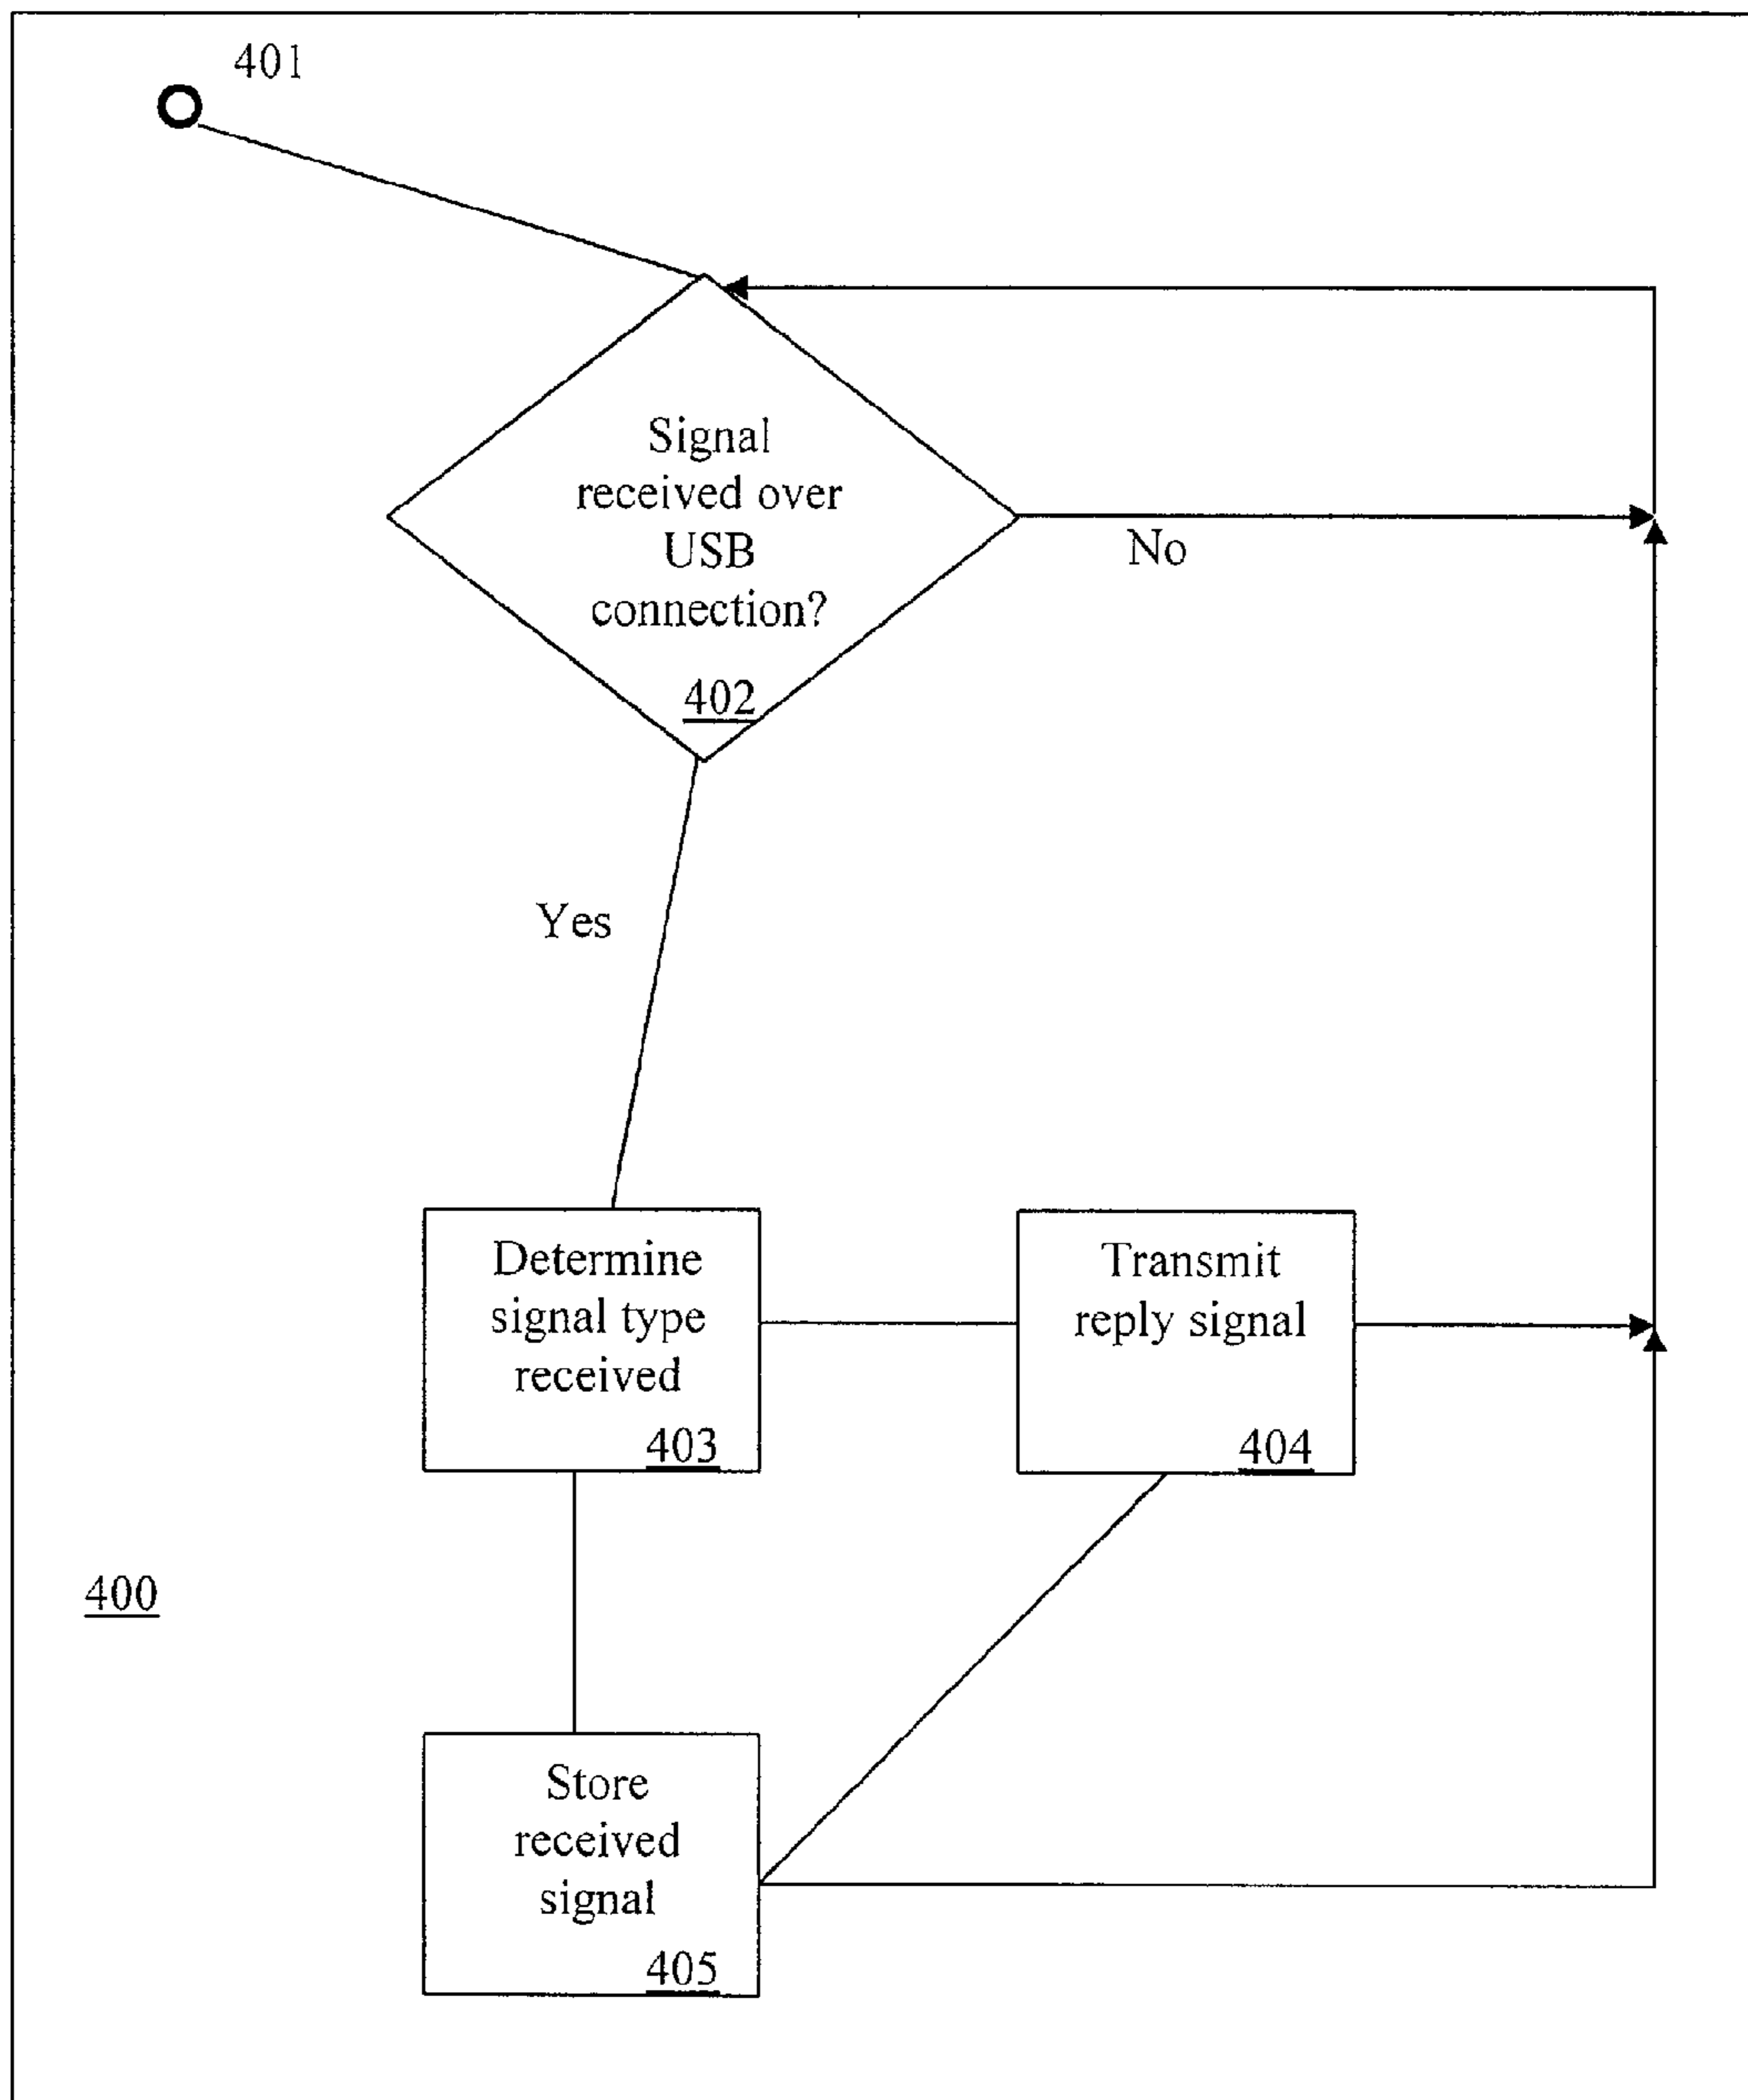 401
Signal
received over
USB
connection?
402
No
Yes
Determine
signal type
received
403
Transmit
reply signal
404
400
Store
received
signal
405